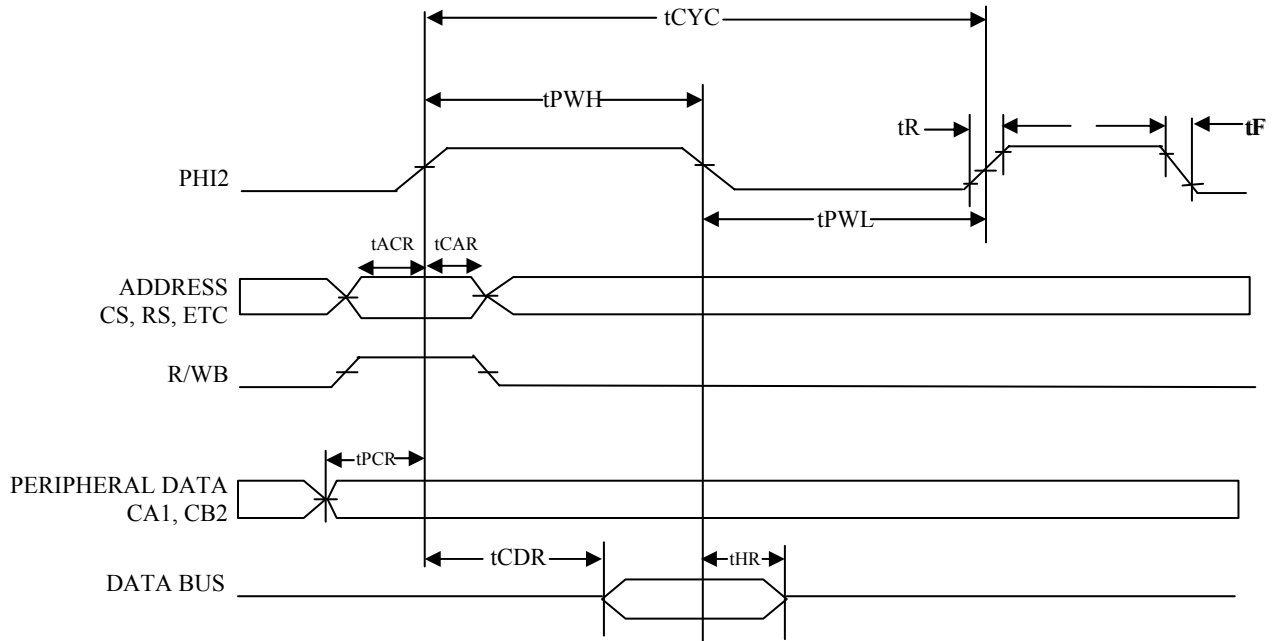 tCYC
tPWH
tR
tF
PHI2
tPWL
tACR
tCAR
ADDRESS
CS, RS, ETC
R/WB
tPCR
PERIPHERAL DATA
CA1, CB2
tCDR
tHR
DATA BUS